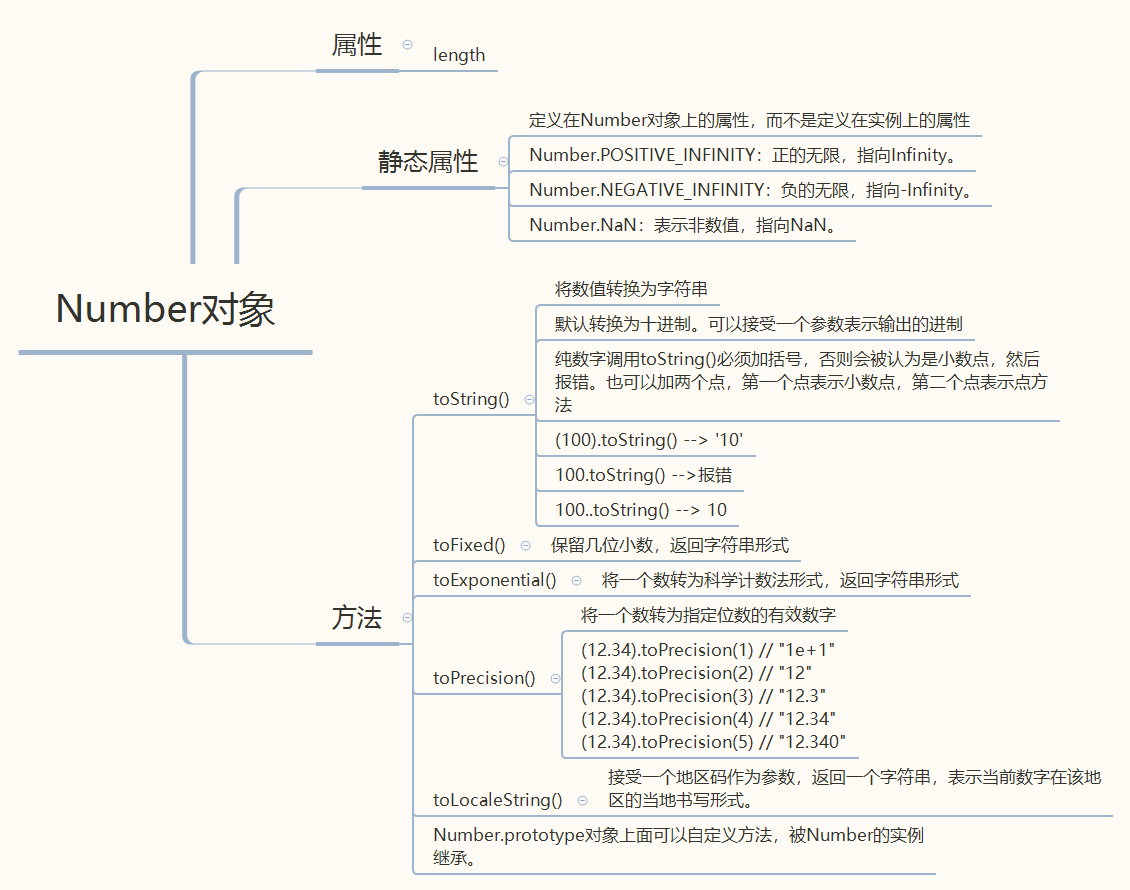 属性
length
静态属性
定义在Number对象上的属性，而不是定义在实例上的属性
Number.POSITIVE_INFINITY：正的无限，指向Infinity。
Number.NEGATIVE_INFINITY：负的无限，指向-Infinity。
Number.NaN：表示非数值，指向NaN。
Number对象
方法
toString()
将数值转换为字符串
默认转换为十进制。可以接受一个参数表示输出的进制
纯数字调用toString()必须加括号，否则会被认为是小数点，然后
报错。也可以加两个点，第一个点表示小数点，第二个点表示点方
法
(100).toString() --> '10'
100.toString() -->报错
100..toString() --> 10
toFixed()
保留几位小数，返回字符串形式
toExponential()
将一个数转为科学计数法形式，返回字符串形式
toPrecision()
将一个数转为指定位数的有效数字
(12.34).toPrecision(1) // "1e+1"
(12.34).toPrecision(2) // "12"
(12.34).toPrecision(3) // "12.3"
(12.34).toPrecision(4) // "12.34"
(12.34).toPrecision(5) // "12.340"
toLocaleString()
接受一个地区码作为参数，返回一个字符串，表示当前数字在该地
区的当地书写形式。
Number.prototype对象上面可以自定义方法，被Number的实例
继承。